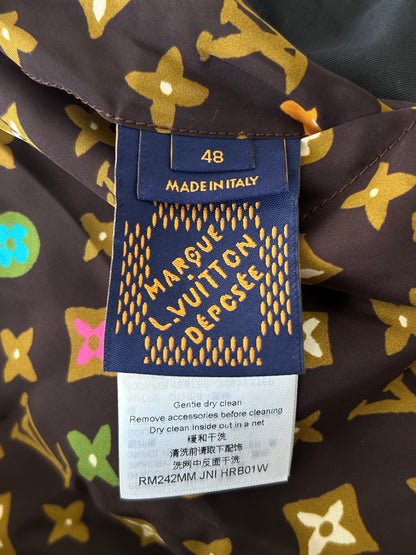 48
MADE IN ITALY
MARQUE
L.VUITTON
DÉPOSÉE
Gentle dry clean
Remove accessories before cleaning
Dry clean inside out in a net
缓和干洗
清洗前请取下配饰
洗网中反面干洗
RM242MM JNI HRB01W